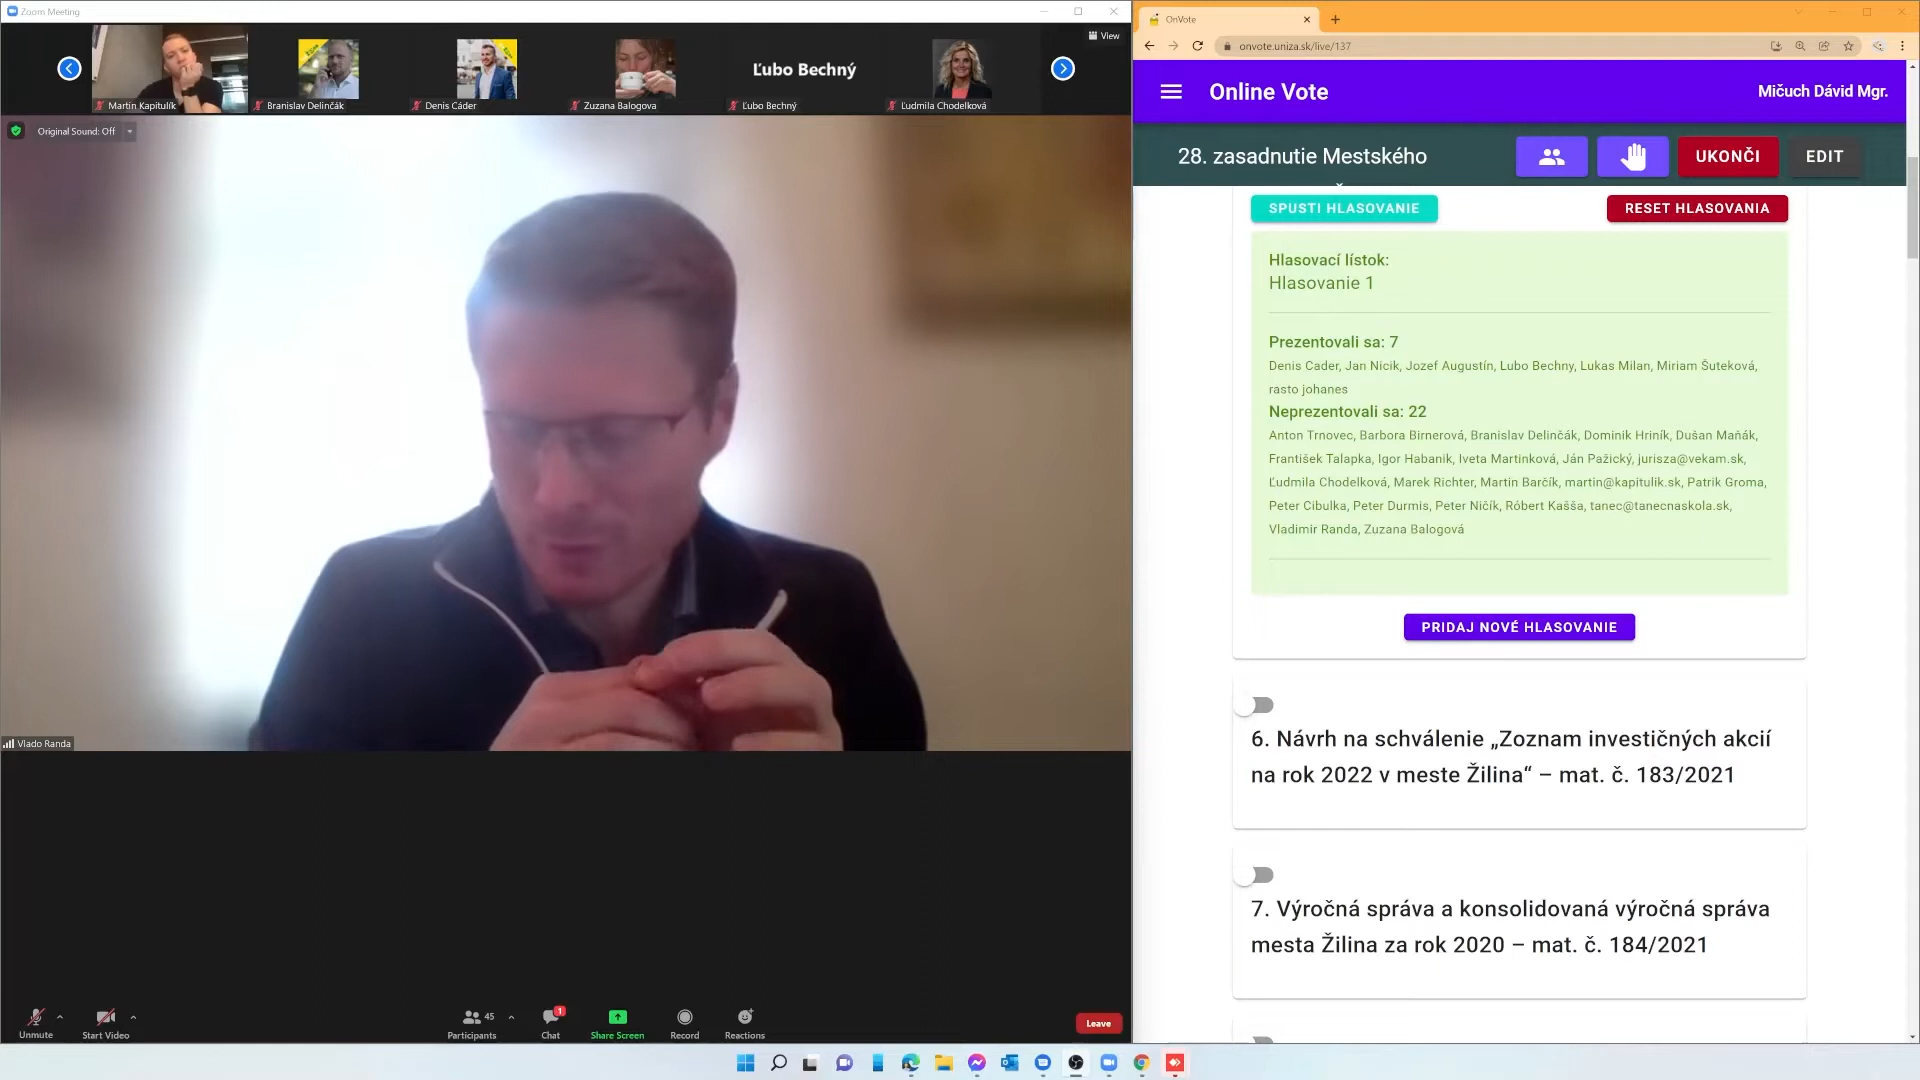 Zoom Meeting
View
Martin Kapitulík
Branislav Delinčák
Denis Cáder
Zuzana Balogova
Ľubo Bechný
Ľubo Bechný
Ľudmila Chodelková
Original Sound: Off
Vlado Randa
Unmute
Start Video
45
Participants
1
Chat
Share Screen
Record
Reactions
Leave
OnVote
onvote.uniza.sk/live/137
Online Vote
Mičuch Dávid Mgr.
28. zasadnutie Mestského
UKONČI
EDIT
SPUSTI HLASOVANIE
RESET HLASOVANIA
Hlasovací lístok:
Hlasovanie 1
Prezentovali sa: 7
Denis Cader, Jan Nicik, Jozef Augustín, Lubo Bechny, Lukas Milan, Miriam Šuteková,
rasto johanes
Neprezentovali sa: 22
Anton Trnovec, Barbora Birnerová, Branislav Delinčák, Dominik Hriník, Dušan Maňák,
František Talapka, Igor Habanik, Iveta Martinková, Ján Pažický, jurisza@vekam.sk,
Ľudmila Chodelková, Marek Richter, Martin Barčík, martin@kapitulik.sk, Patrik Groma,
Peter Cibulka, Peter Durmis, Peter Ničík, Róbert Kašša, tanec@tanecnaskola.sk,
Vladimir Randa, Zuzana Balogová
PRIDAJ NOVÉ HLASOVANIE
6. Návrh na schválenie „Zoznam investičných akcií
na rok 2022 v meste Žilina“ – mat. č. 183/2021
7. Výročná správa a konsolidovaná výročná správa
mesta Žilina za rok 2020 – mat. č. 184/2021